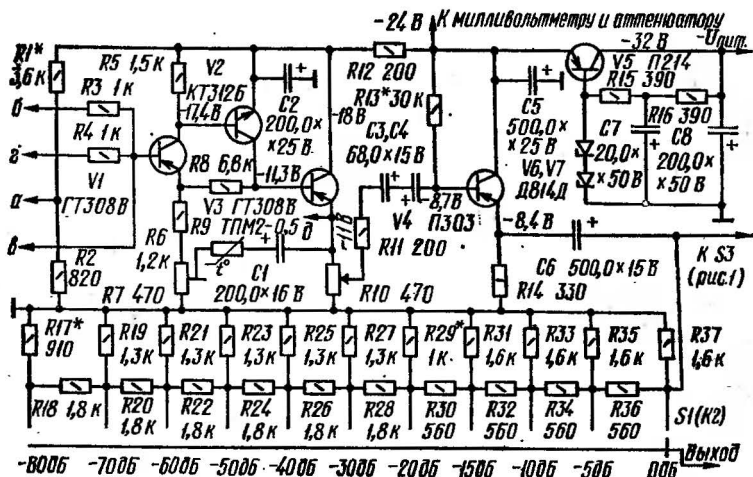 К милливольтметру и аттенюатору
-24 В
-32 В
-Uпит.
R1*
3,6 к
R5 1,5 к
R3 1 к
б
R4 1 к
г
V1
ГТ308В
а
в
R2
820
V2
КТ312Б
-11,4 В
C2
200,0×
×25 В
-18 В
R12 200
R13* 30 к
C3, C4
68,0 × 15 В
C5
500,0×
× 25 В
V6, V7
Д814Д
V5 П214
R15 390
R16 390
C7
20,0×
×50 В
C8
200,0×
×50 В
R8 6,8 к
-11,3 В
V3 ГТ308В
R9 ТПМ2-0,5
-t°
д
-11 В
R6
1,2 к
C1
200,0 × 16 В
R11 200
V4
П303
-8,7 В
-8,4 В
C6 500,0 × 15 В
R14 330
К S3
(рис.1)
R7 470
R10 470
R17*
910
R19
1,3 к
R21
1,3 к
R23
1,3 к
R25
1,3 к
R27
1,3 к
R29*
1 к
R31
1,6 к
R33
1,6 к
R35
1,6 к
R37
1,6 к
R18 1,8 к
R20
1,8 к
R22
1,8 к
R24
1,8 к
R26
1,8 к
R28
1,8 к
R30
560
R32
560
R34
560
R36
560
S1(К2)
Выход
-80дб -70дб -60дб -50дб -40дб -30дб -20дб -15дб -10дб -5дб 0дб